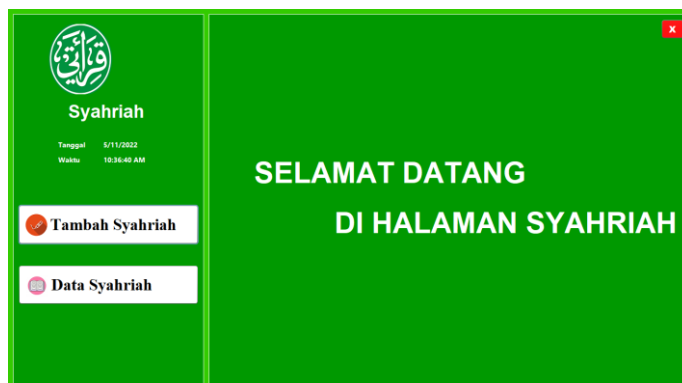 قراءتي
Syahriah
Tanggal 5/11/2022
Waktu 10:36:40 AM
Tambah Syahriah
Data Syahriah
X
SELAMAT DATANG
DI HALAMAN SYAHRIAH